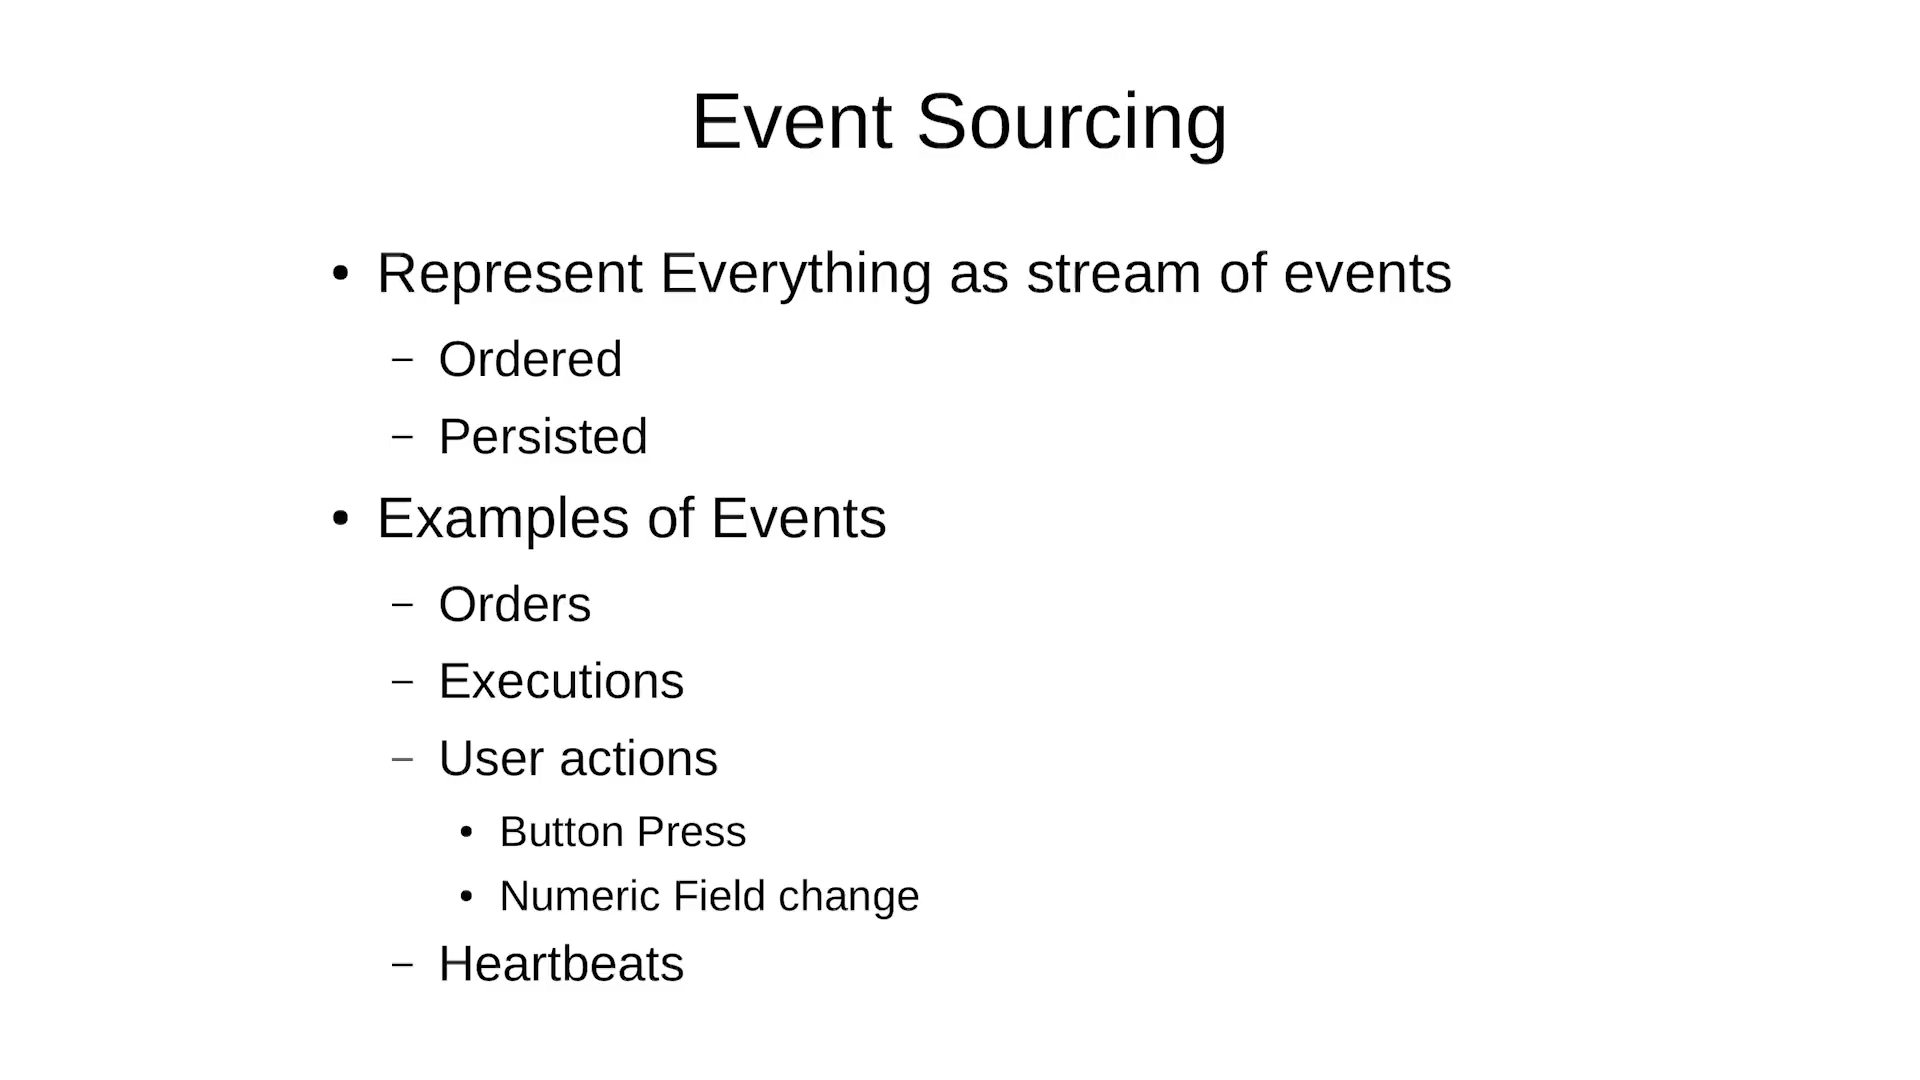 Event Sourcing
• Represent Everything as stream of events
– Ordered
– Persisted
• Examples of Events
– Orders
– Executions
– User actions
• Button Press
• Numeric Field change
– Heartbeats